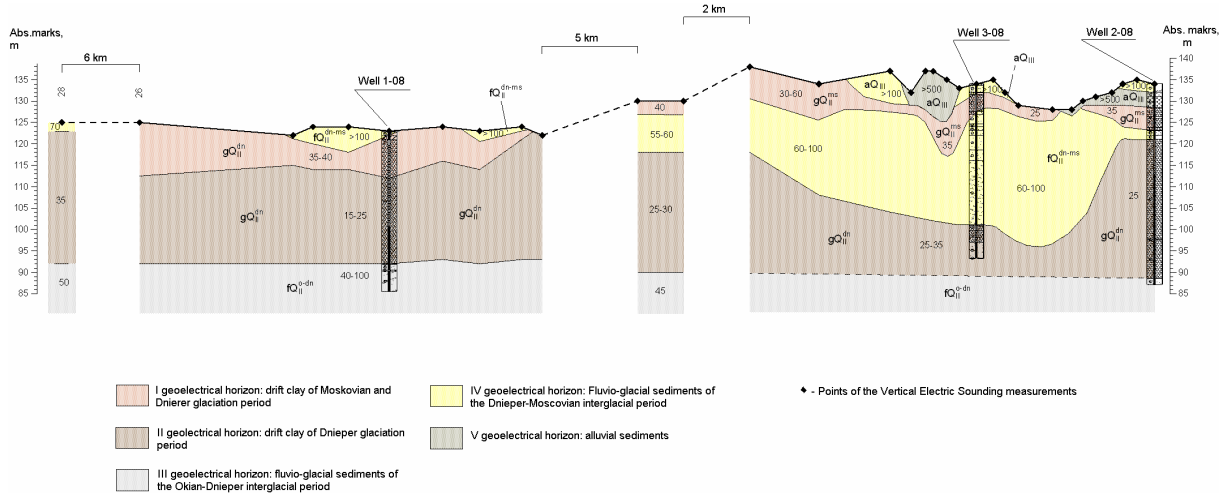 2 km
Abs.marks,
m
Abs. makrs,
m
5 km
Well 3-08
Well 2-08
6 km
Well 1-08
aQIII
fQII dn-ms
28
26
135
130
125
120
115
110
105
100
95
90
85
140
135
130
125
120
115
110
105
100
95
90
85
70
35
50
gQII dn
fQII dn-ms
>100
35-40
>100
gQII dn
15-25
gQII dn
40-100
fQII o-dn
40
55-60
25-30
45
30-60
gQII ms
aQIII
>100
>500
aQIII
>100
gQII ms
35
25
>500
aQIII
35
gQII ms
>100
60-100
fQII dn-ms
60-100
25
gQII dn
25-35
gQII dn
fQII o-dn
I geoelectrical horizon: drift clay of Moskovian and
Dnierer glaciation period
II geolectrical horizon: drift clay of Dnieper glaciation
period
III geoelectrical horizon: fluvio-glacial sediments of
the Okian-Dnieper interglacial period
IV geoelectrical horizon: Fluvio-glacial sediments of
the Dnieper-Moscovian interglacial period
V geoelectrical horizon: alluvial sediments
- Points of the Vertical Electric Sounding measurements